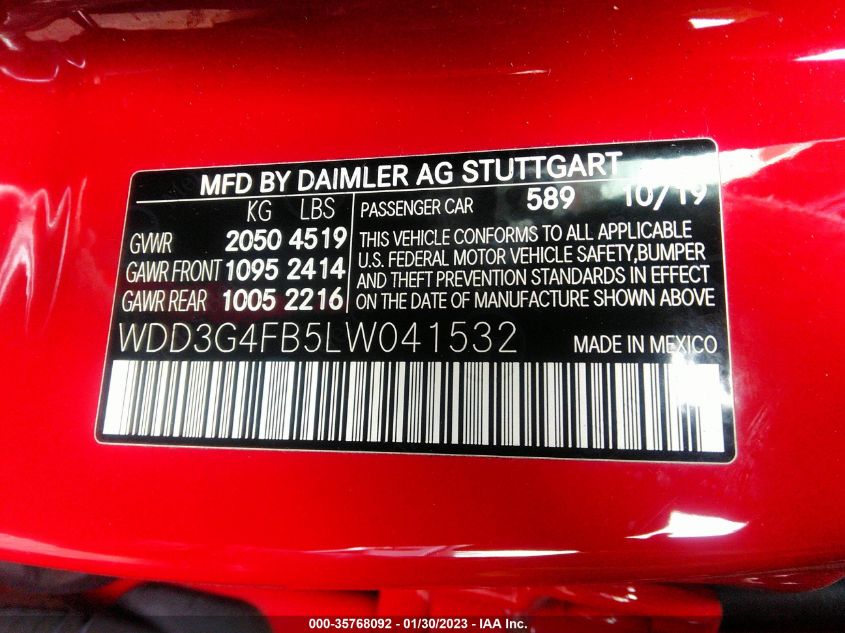 MFD BY DAIMLER AG STUTTGART
KG LBS
GVWR 2050 4519
GAWR FRONT 1095 2414
GAWR REAR 1005 2216
PASSENGER CAR 589 10/19
THIS VEHICLE CONFORMS TO ALL APPLICABLE
U.S. FEDERAL MOTOR VEHICLE SAFETY,BUMPER
AND THEFT PREVENTION STANDARDS IN EFFECT
ON THE DATE OF MANUFACTURE SHOWN ABOVE
WDD3G4FB5LW041532 MADE IN MEXICO
000-35768092 - 01/30/2023 - IAA Inc.